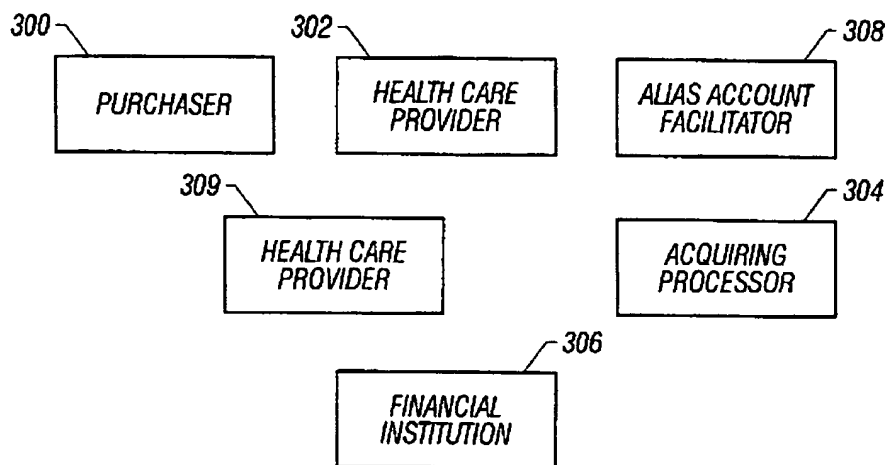 300
302
308
PURCHASER
HEALTH CARE
PROVIDER
ALIAS ACCOUNT
FACILITATOR
309
304
HEALTH CARE
PROVIDER
ACQUIRING
PROCESSOR
306
FINANCIAL
INSTITUTION